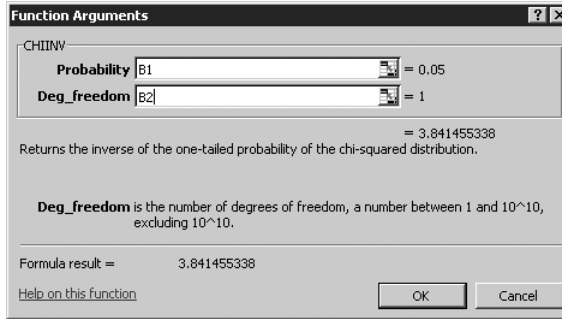 Function Arguments
CHIINV
Probability B1 = 0.05
Deg_freedom B2 = 1
= 3.841455338
Returns the inverse of the one-tailed probability of the chi-squared distribution.
Deg_freedom is the number of degrees of freedom, a number between 1 and 10^10,
excluding 10^10.
Formula result = 3.841455338
Help on this function
OK Cancel